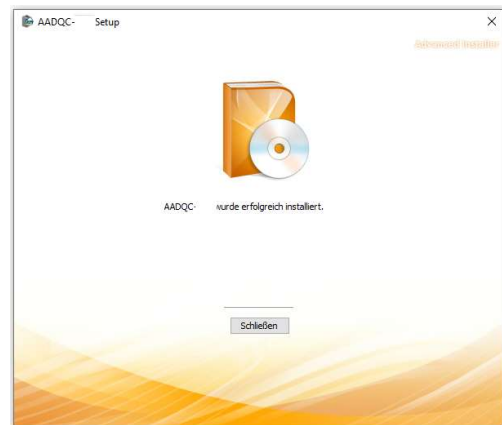 AADQC- Setup
Advanced Installer
AADQC- wurde erfolgreich installiert.
Schließen